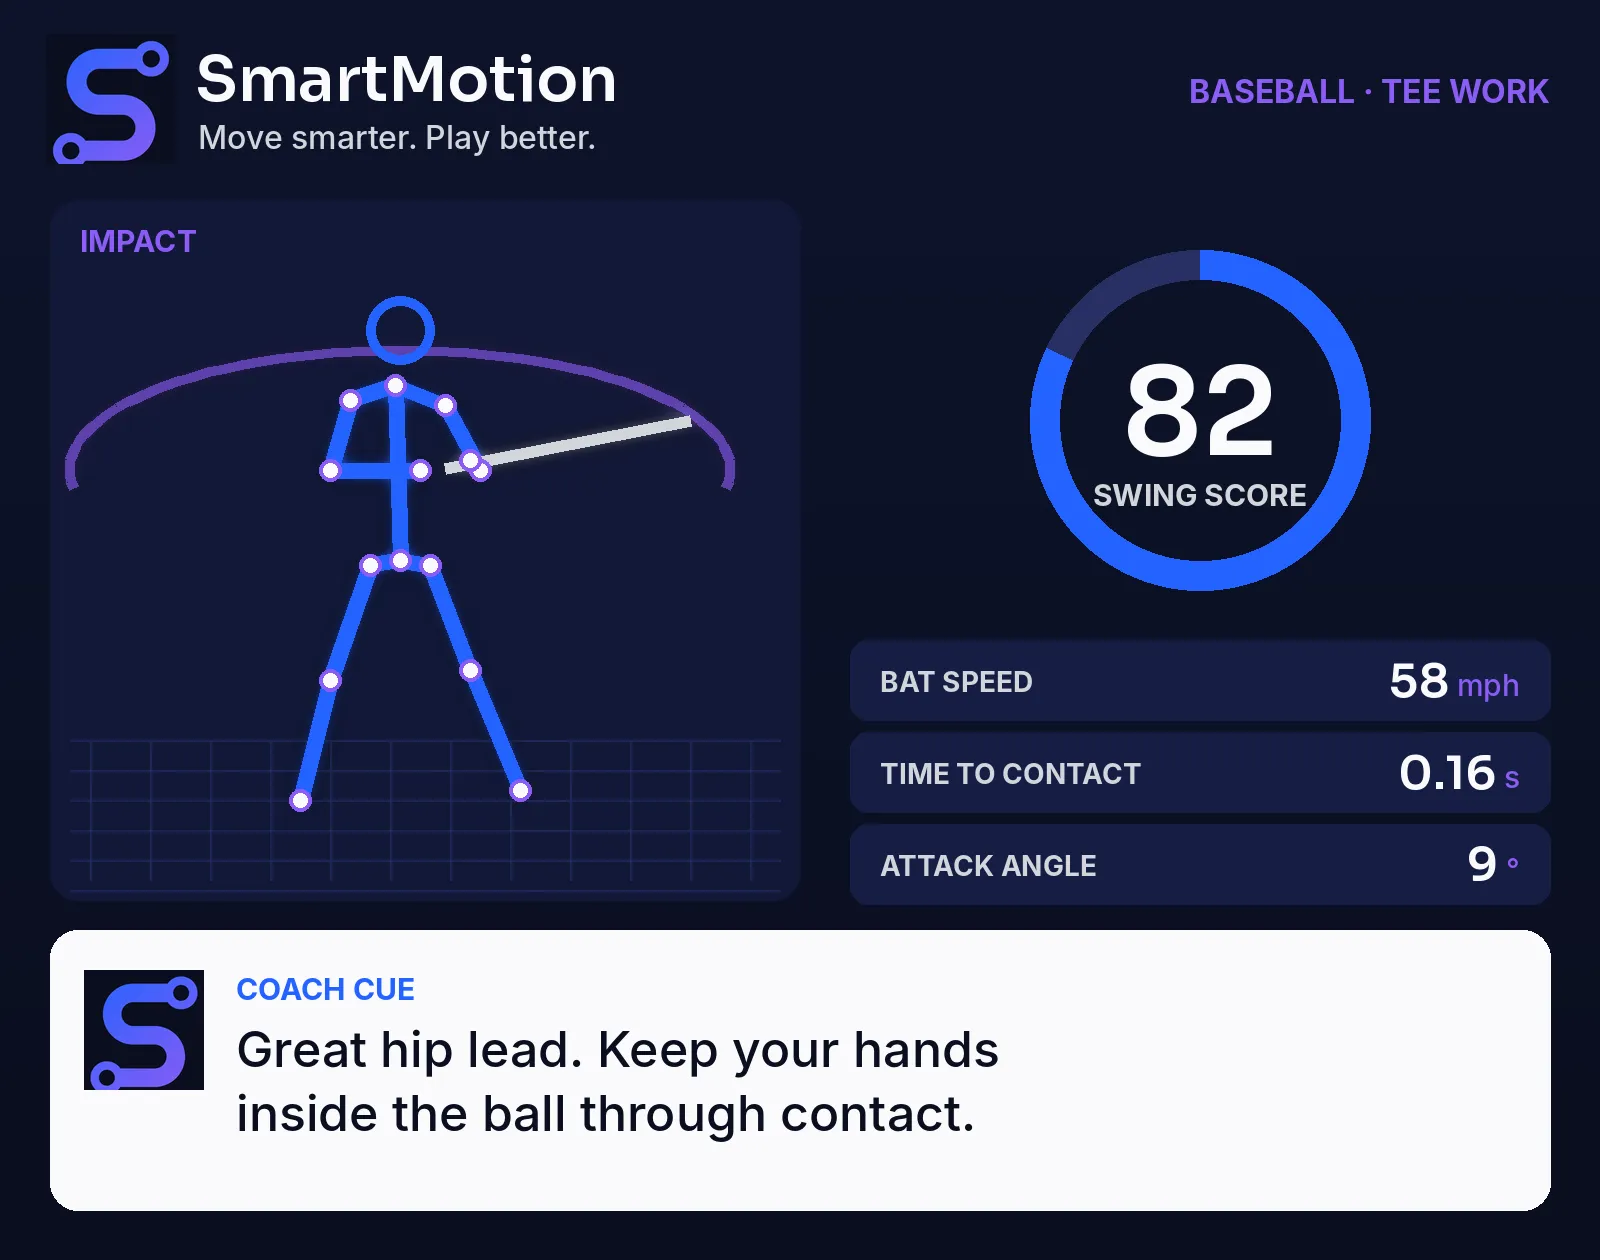 SmartMotion
Move smarter. Play better.
BASEBALL · TEE WORK
IMPACT
82
SWING SCORE
BAT SPEED 58 mph
TIME TO CONTACT 0.16 s
ATTACK ANGLE 9 °
COACH CUE
Great hip lead. Keep your hands
inside the ball through contact.